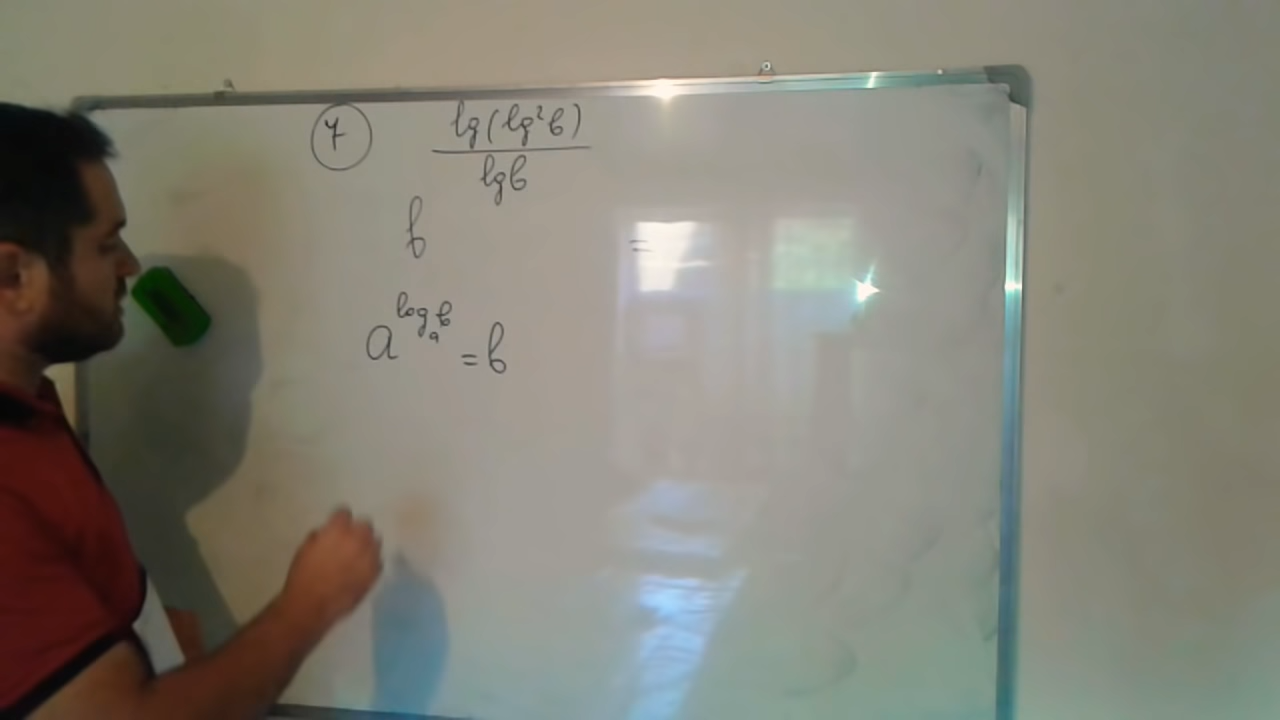 7 lg(lg²b)
lgb
b =
a^(log_a b) = b